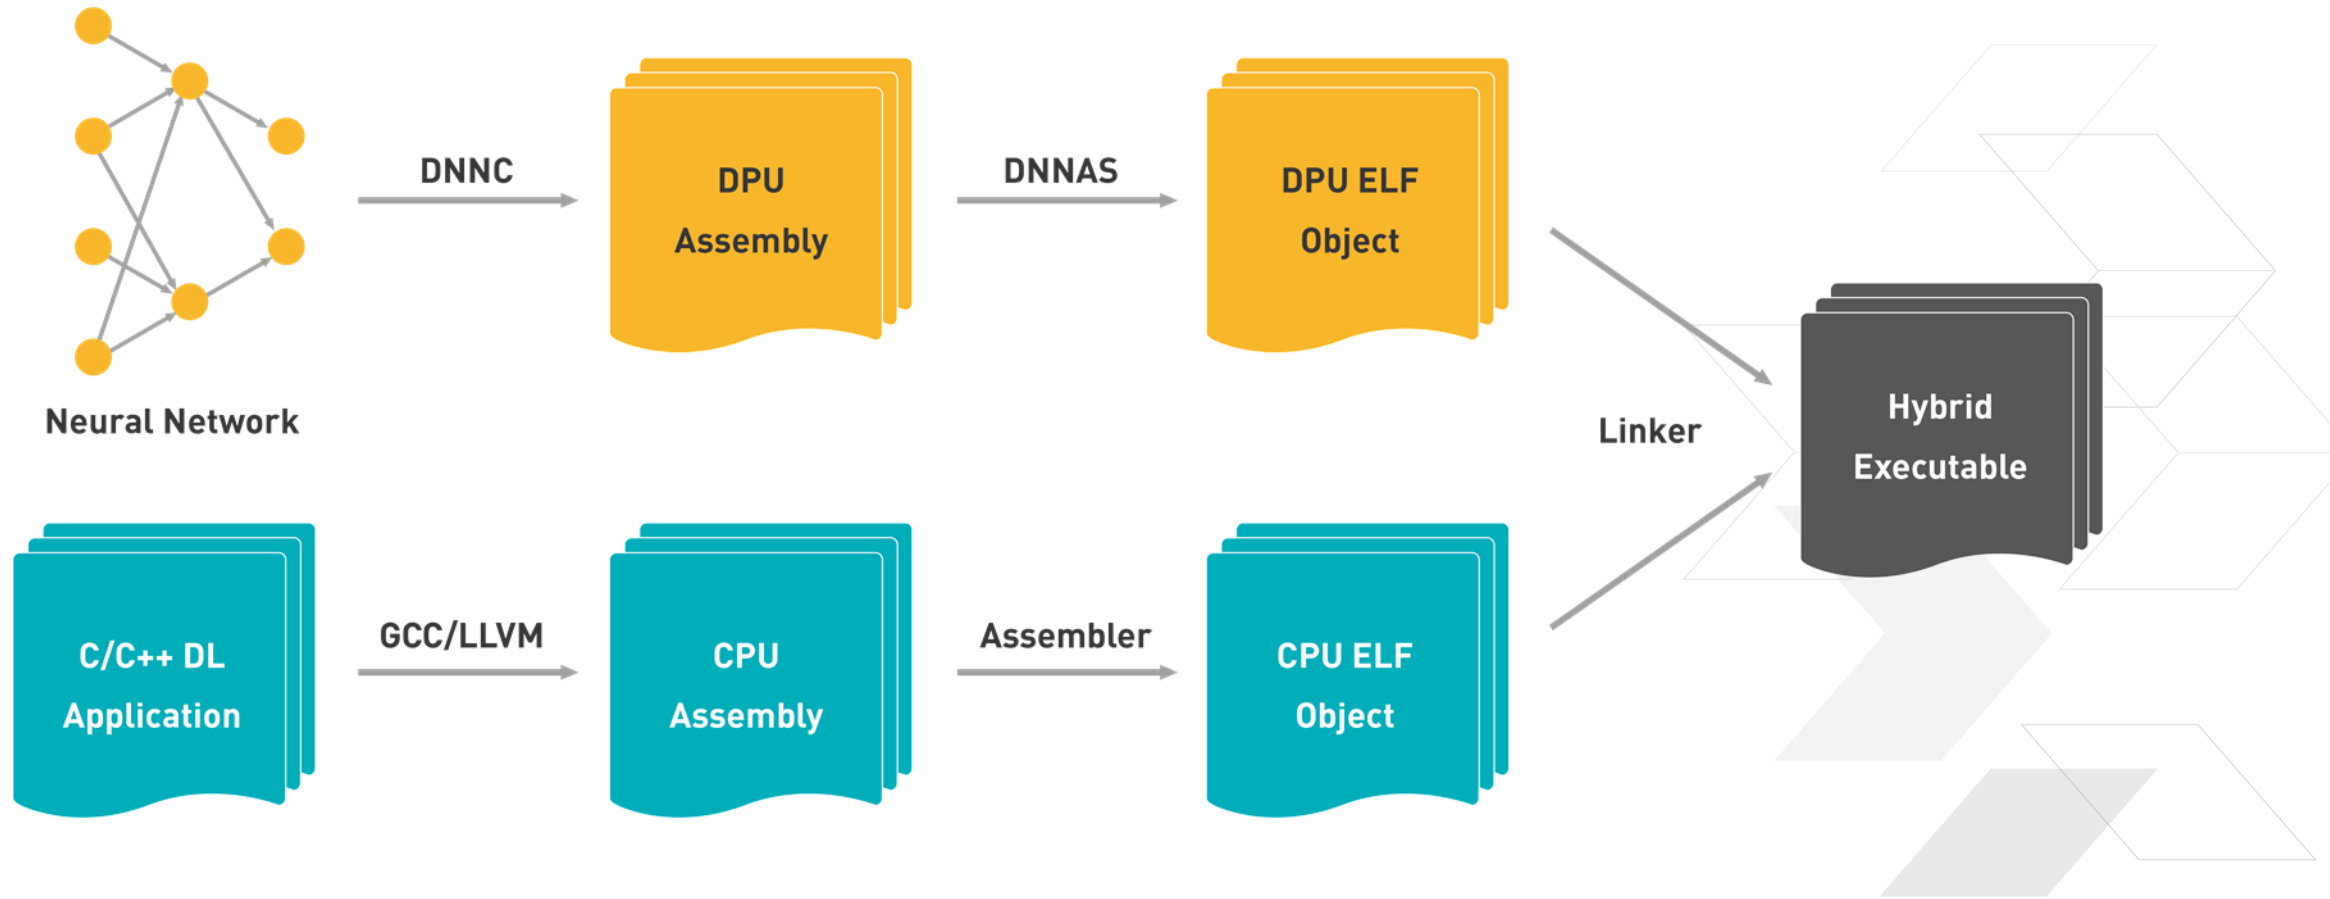 DNNC
DPU
Assembly
DNNAS
DPU ELF
Object
Neural Network
Linker
Hybrid
Executable
C/C++ DL
Application
GCC/LLVM
CPU
Assembly
Assembler
CPU ELF
Object